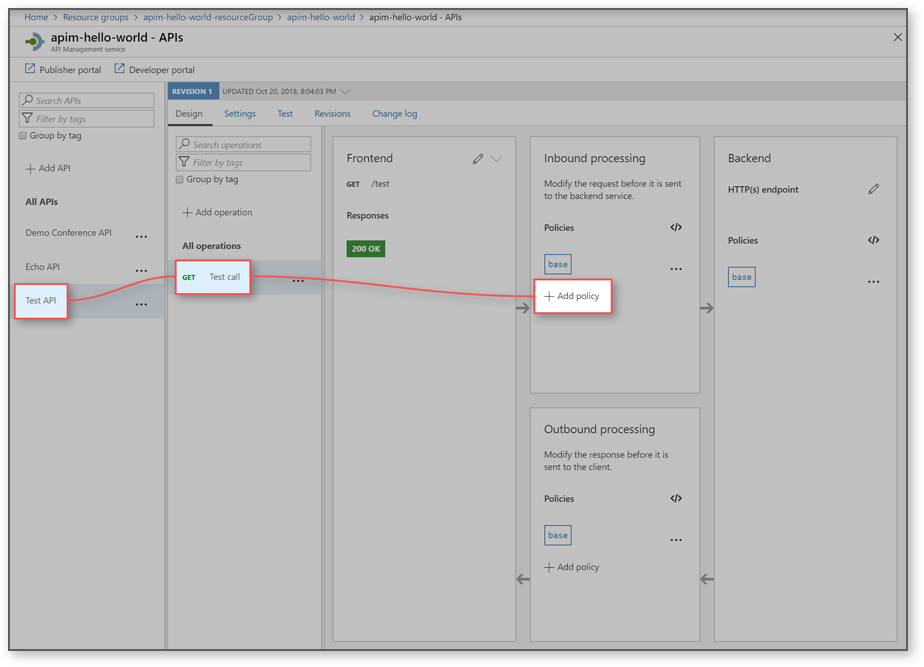 Home > Resource groups > apim-hello-world-resourceGroup > apim-hello-world > apim-hello-world - APIs
apim-hello-world - APIs
API Management service
Publisher portal
Developer portal
Search APIs
Filter by tags
Group by tag
Add API
All APIs
Demo Conference API
...
Echo API
...
Test API
...
REVISION 1
UPDATED Oct 20, 2018, 8:04:03 PM
Design
Settings
Test
Revisions
Change log
Search operations
Filter by tags
Group by tag
Add operation
All operations
GET Test call
...
Frontend
GET /test
Responses
200 OK
Inbound processing
Modify the request before it is sent
to the backend service.
Policies </>
base
...
+ Add policy
Outbound processing
Modify the response before it is
sent to the client.
Policies </>
base
...
+ Add policy
Backend
HTTP(s) endpoint
Policies </>
base
...